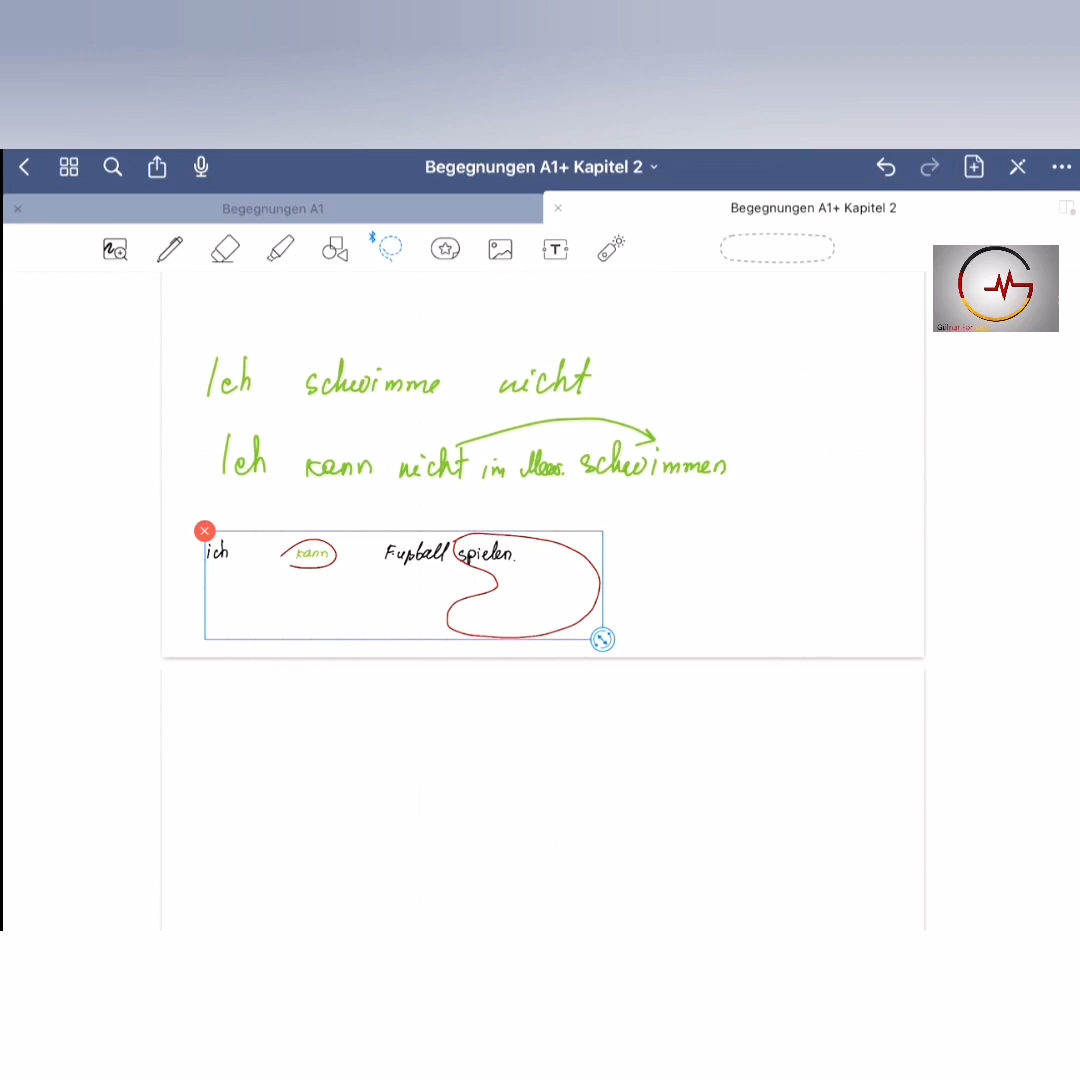 Begegnungen A1+ Kapitel 2
Begegnungen A1
Begegnungen A1+ Kapitel 2
T
Ich schwimme nicht
Ich kann nicht im Meer schwimmen
ich kann Fußball spielen.